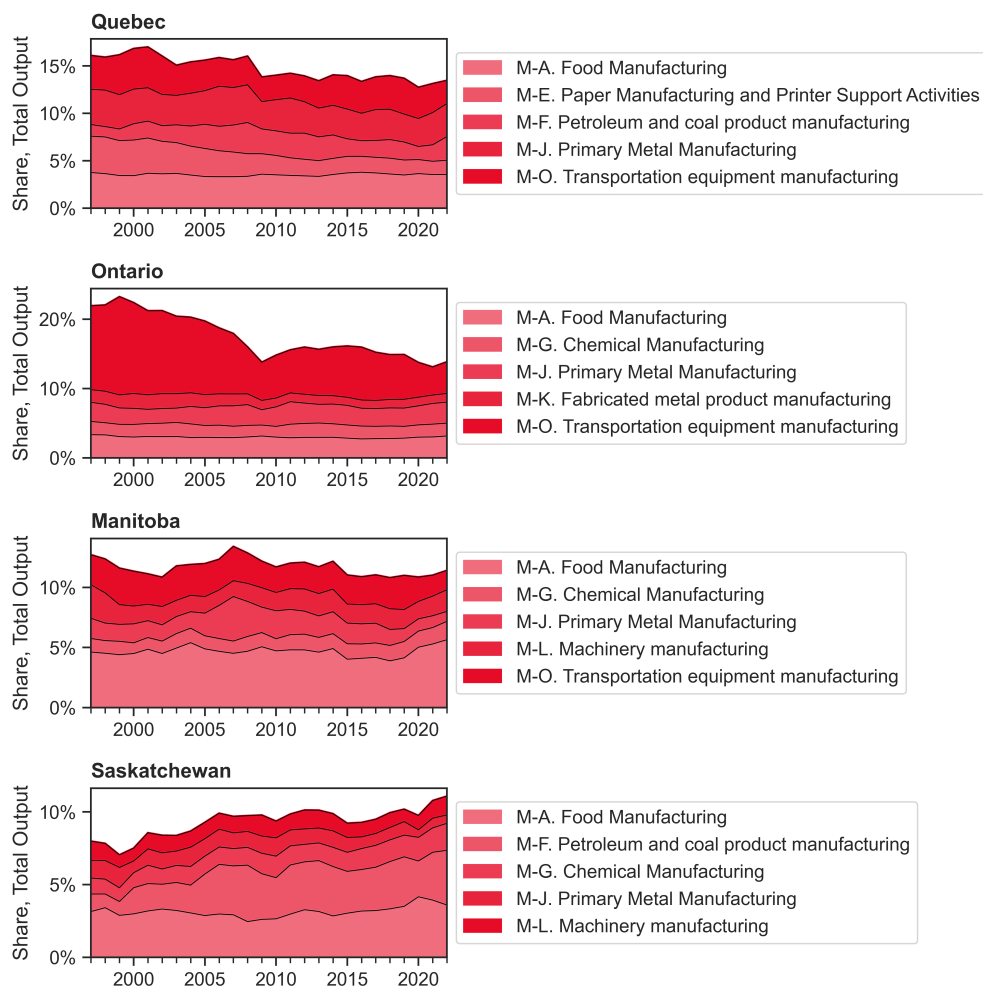 Quebec
Share, Total Output
15%
10%
5%
0%
2000 2005 2010 2015 2020
M-A. Food Manufacturing
M-E. Paper Manufacturing and Printer Support Activities
M-F. Petroleum and coal product manufacturing
M-J. Primary Metal Manufacturing
M-O. Transportation equipment manufacturing
Ontario
Share, Total Output
20%
10%
0%
2000 2005 2010 2015 2020
M-A. Food Manufacturing
M-G. Chemical Manufacturing
M-J. Primary Metal Manufacturing
M-K. Fabricated metal product manufacturing
M-O. Transportation equipment manufacturing
Manitoba
Share, Total Output
10%
5%
0%
2000 2005 2010 2015 2020
M-A. Food Manufacturing
M-G. Chemical Manufacturing
M-J. Primary Metal Manufacturing
M-L. Machinery manufacturing
M-O. Transportation equipment manufacturing
Saskatchewan
Share, Total Output
10%
5%
0%
2000 2005 2010 2015 2020
M-A. Food Manufacturing
M-F. Petroleum and coal product manufacturing
M-G. Chemical Manufacturing
M-J. Primary Metal Manufacturing
M-L. Machinery manufacturing